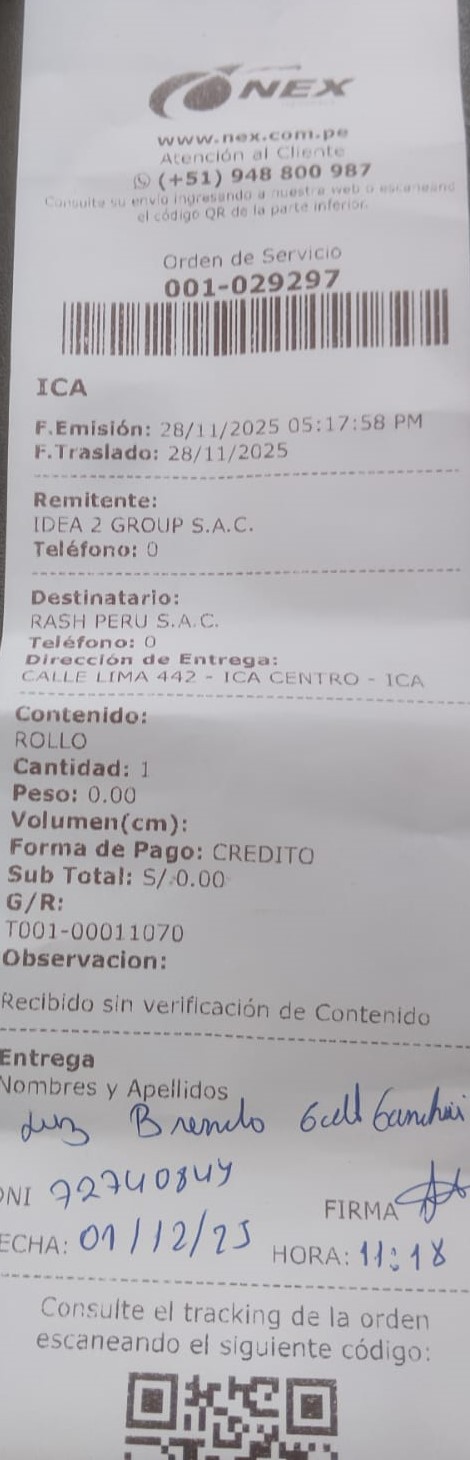 NEX
www.nex.com.pe
Atención al Cliente
(+51) 948 800 987
Consulte su envío ingresando a nuestra web o escaneand
el código QR de la parte inferior.
Orden de Servicio
001-029297
ICA
F.Emisión: 28/11/2025 05:17:58 PM
F.Traslado: 28/11/2025
Remitente:
IDEA 2 GROUP S.A.C.
Teléfono: 0
Destinatario:
RASH PERU S.A.C.
Teléfono: 0
Dirección de Entrega:
CALLE LIMA 442 - ICA CENTRO - ICA
Contenido:
ROLLO
Cantidad: 1
Peso: 0.00
Volumen(cm):
Forma de Pago: CREDITO
Sub Total: S/ 0.00
G/R:
T001-00011070
Observacion:
Recibido sin verificación de Contenido
Entrega
Nombres y Apellidos
Luz
DNI 72740844
FIRMA
ECHA: 01/12/25 HORA: 11:18
Consulte el tracking de la orden
escaneando el siguiente código: